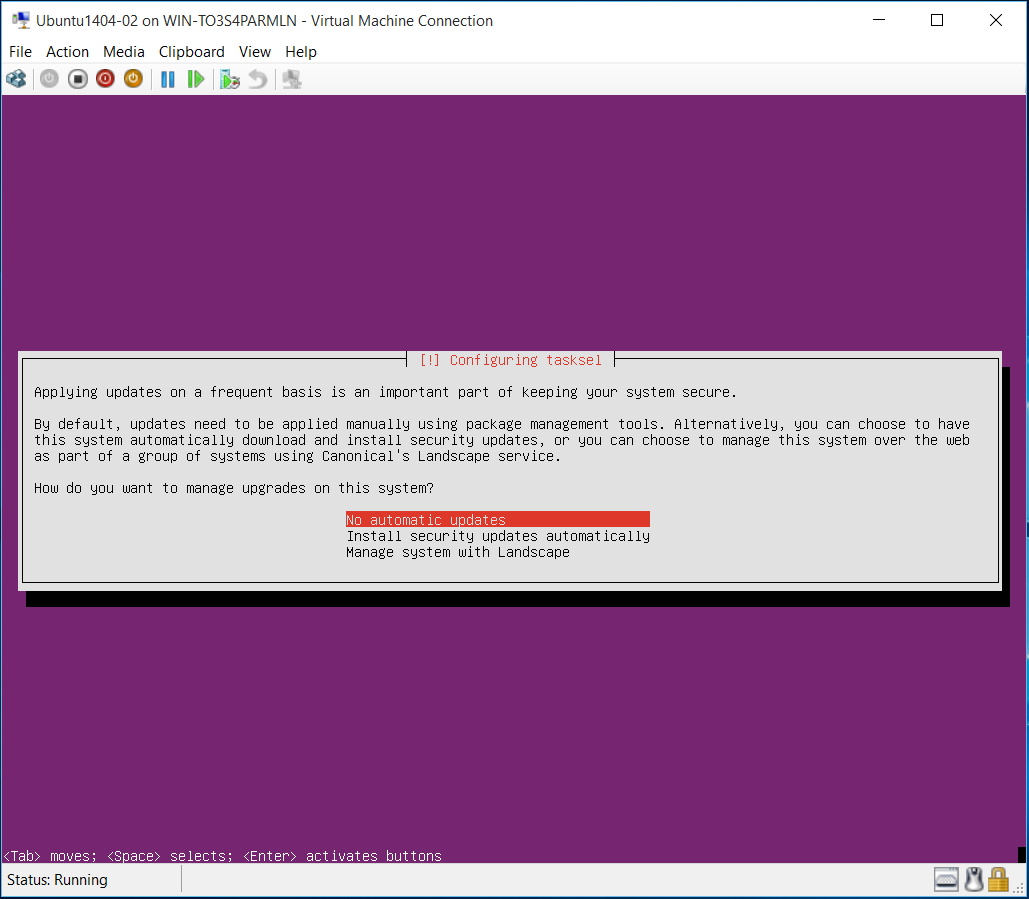 Ubuntu1404-02 on WIN-TO3S4PARMLN - Virtual Machine Connection
File Action Media Clipboard View Help
[!] Configuring tasksel
Applying updates on a frequent basis is an important part of keeping your system secure.
By default, updates need to be applied manually using package management tools. Alternatively, you can choose to have
this system automatically download and install security updates, or you can choose to manage this system over the web
as part of a group of systems using Canonical's Landscape service.
How do you want to manage upgrades on this system?
No automatic updates
Install security updates automatically
Manage system with Landscape
<Tab> moves; <Space> selects; <Enter> activates buttons
Status: Running